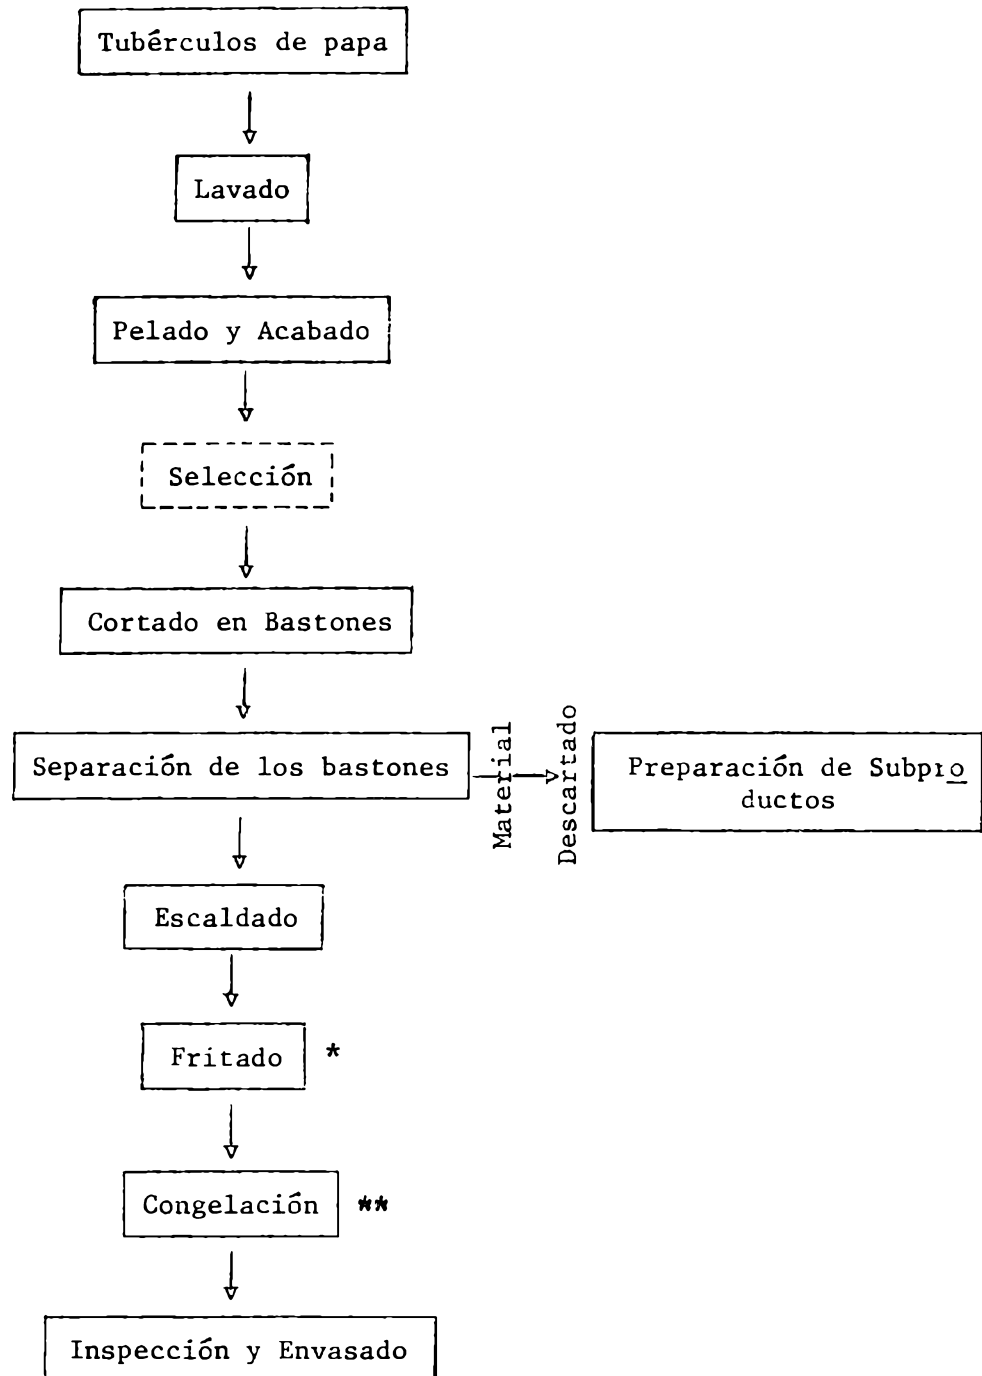 Tubérculos de papa
Lavado
Pelado y Acabado
Selección
Cortado en Bastones
Separación de los bastones
Material
Descartado
Preparación de Subpro
ductos
Escaldado
Fritado *
Congelación **
Inspección y Envasado